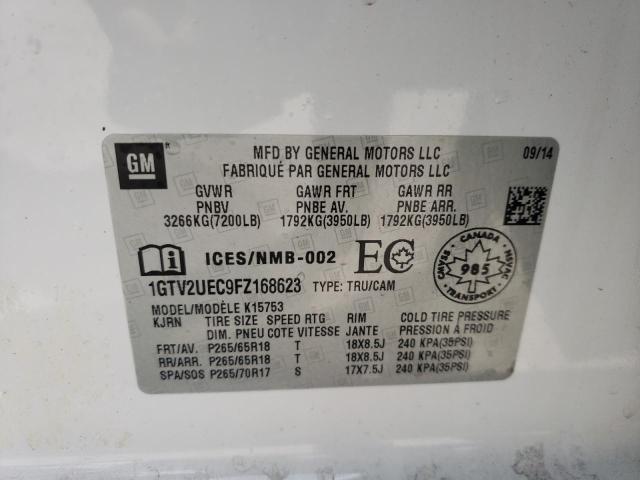 GM
MFD BY GENERAL MOTORS LLC
09/14
FABRIQUÉ PAR GENERAL MOTORS LLC
GVWR GAWR FRT GAWR RR
PNBV PNBE AV. PNBE ARR.
3266KG(7200LB) 1792KG(3950LB) 1792KG(3950LB)
i ICES/NMB-002 EC
CANADA
CMVSS 985 NSVAC
TRANSPORT
1GTV2UEC9FZ168623 TYPE: TRU/CAM
MODEL/MODÈLE K15753
KJRN TIRE SIZE SPEED RTG RIM COLD TIRE PRESSURE
DIM. PNEU COTE VITESSE JANTE PRESSION À FROID
FRT/AV. P265/65R18 T 18X8.5J 240 KPA(35PSI)
RR/ARR. P265/65R18 T 18X8.5J 240 KPA(35PSI)
SPA/SOS P265/70R17 S 17X7.5J 240 KPA(35PSI)